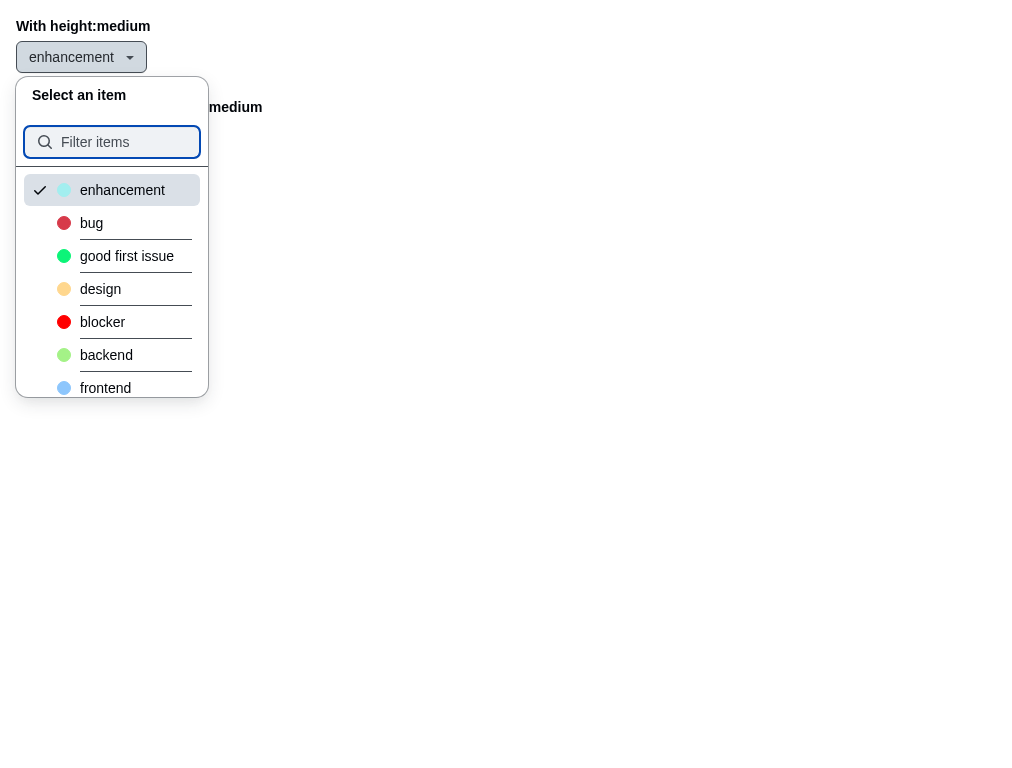 With height:medium
enhancement
Select an item
medium
Filter items
enhancement
bug
good first issue
design
blocker
backend
frontend